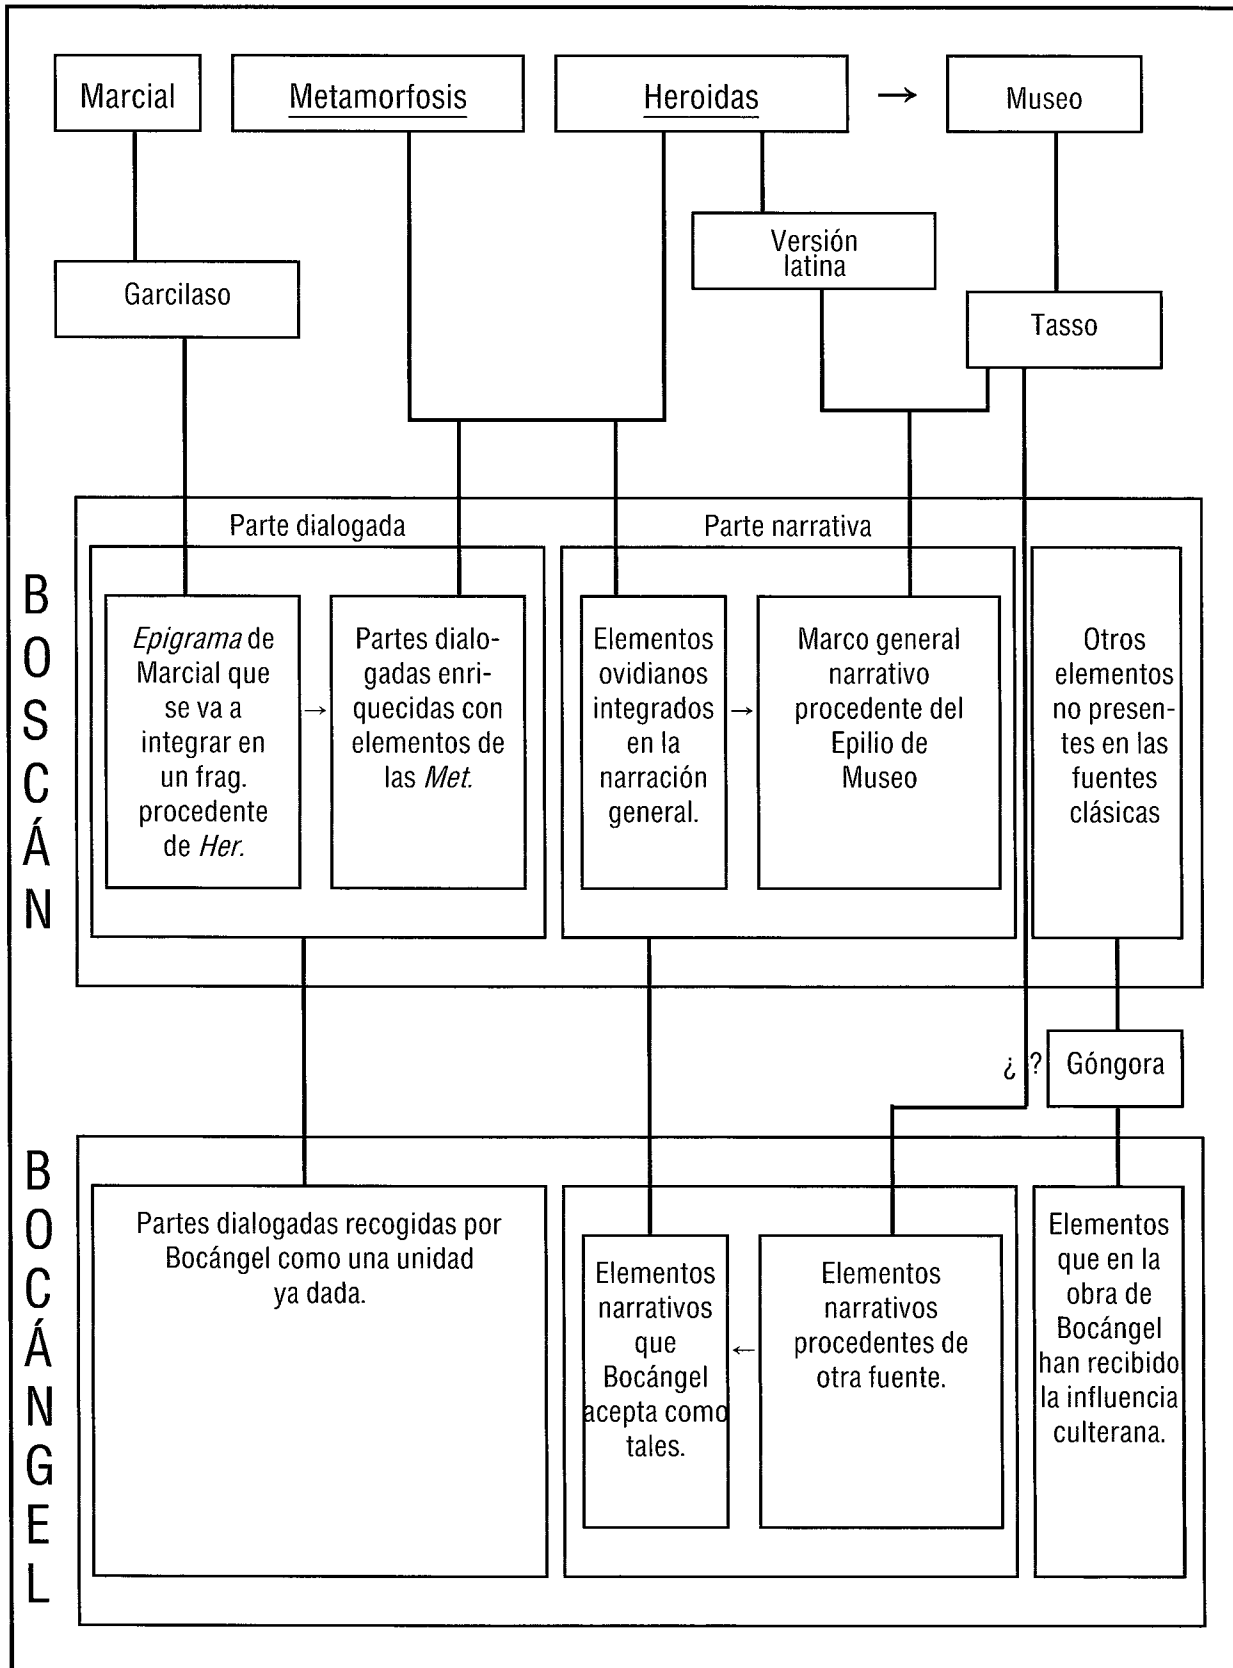 Marcial
Metamorfosis
Heroidas
→
Museo
Versión
latina
Garcilaso
Tasso
BOSCÁN
Parte dialogada
Parte narrativa
Epigrama de
Marcial que
se va a
integrar en
un frag.
procedente
de Her.
→
Partes dialo-
gadas enri-
quecidas con
elementos de
las Met.
Elementos
ovidianos
integrados
en la
narración
general.
→
Marco general
narrativo
procedente del
Epilio de
Museo
Otros
elementos
no presen-
tes en las
fuentes
clásicas
¿ ?
Góngora
BOCÁNGEL
Partes dialogadas recogidas por
Bocángel como una unidad
ya dada.
Elementos
narrativos
que
Bocángel
acepta como
tales.
←
Elementos
narrativos
procedentes de
otra fuente.
Elementos
que en la
obra de
Bocángel
han recibido
la influencia
culterana.